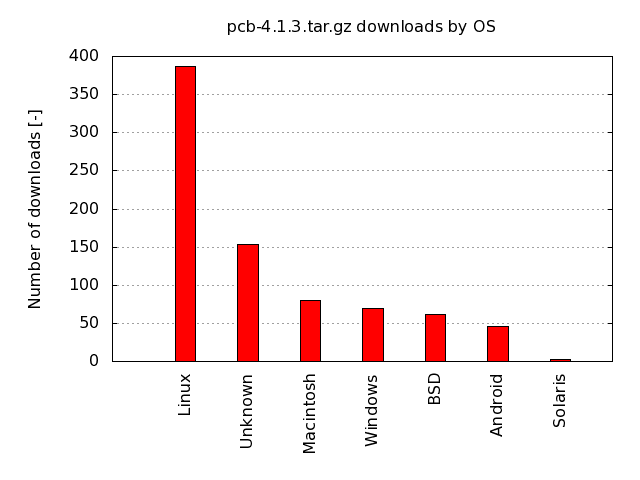 pcb-4.1.3.tar.gz downloads by OS
Number of downloads [-]
400
350
300
250
200
150
100
50
0
Linux
Unknown
Macintosh
Windows
BSD
Android
Solaris